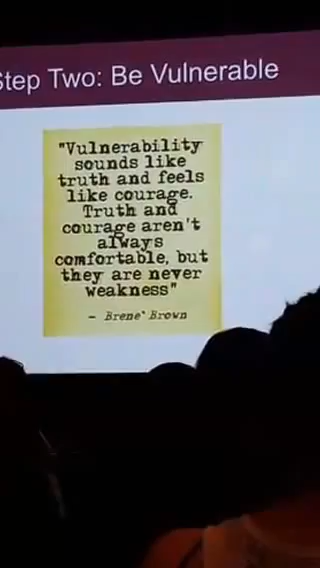 Step Two: Be Vulnerable
"Vulnerability
sounds like
truth and feels
like courage.
Truth and
courage aren't
always
comfortable, but
they are never
weakness"
- Brene' Brown